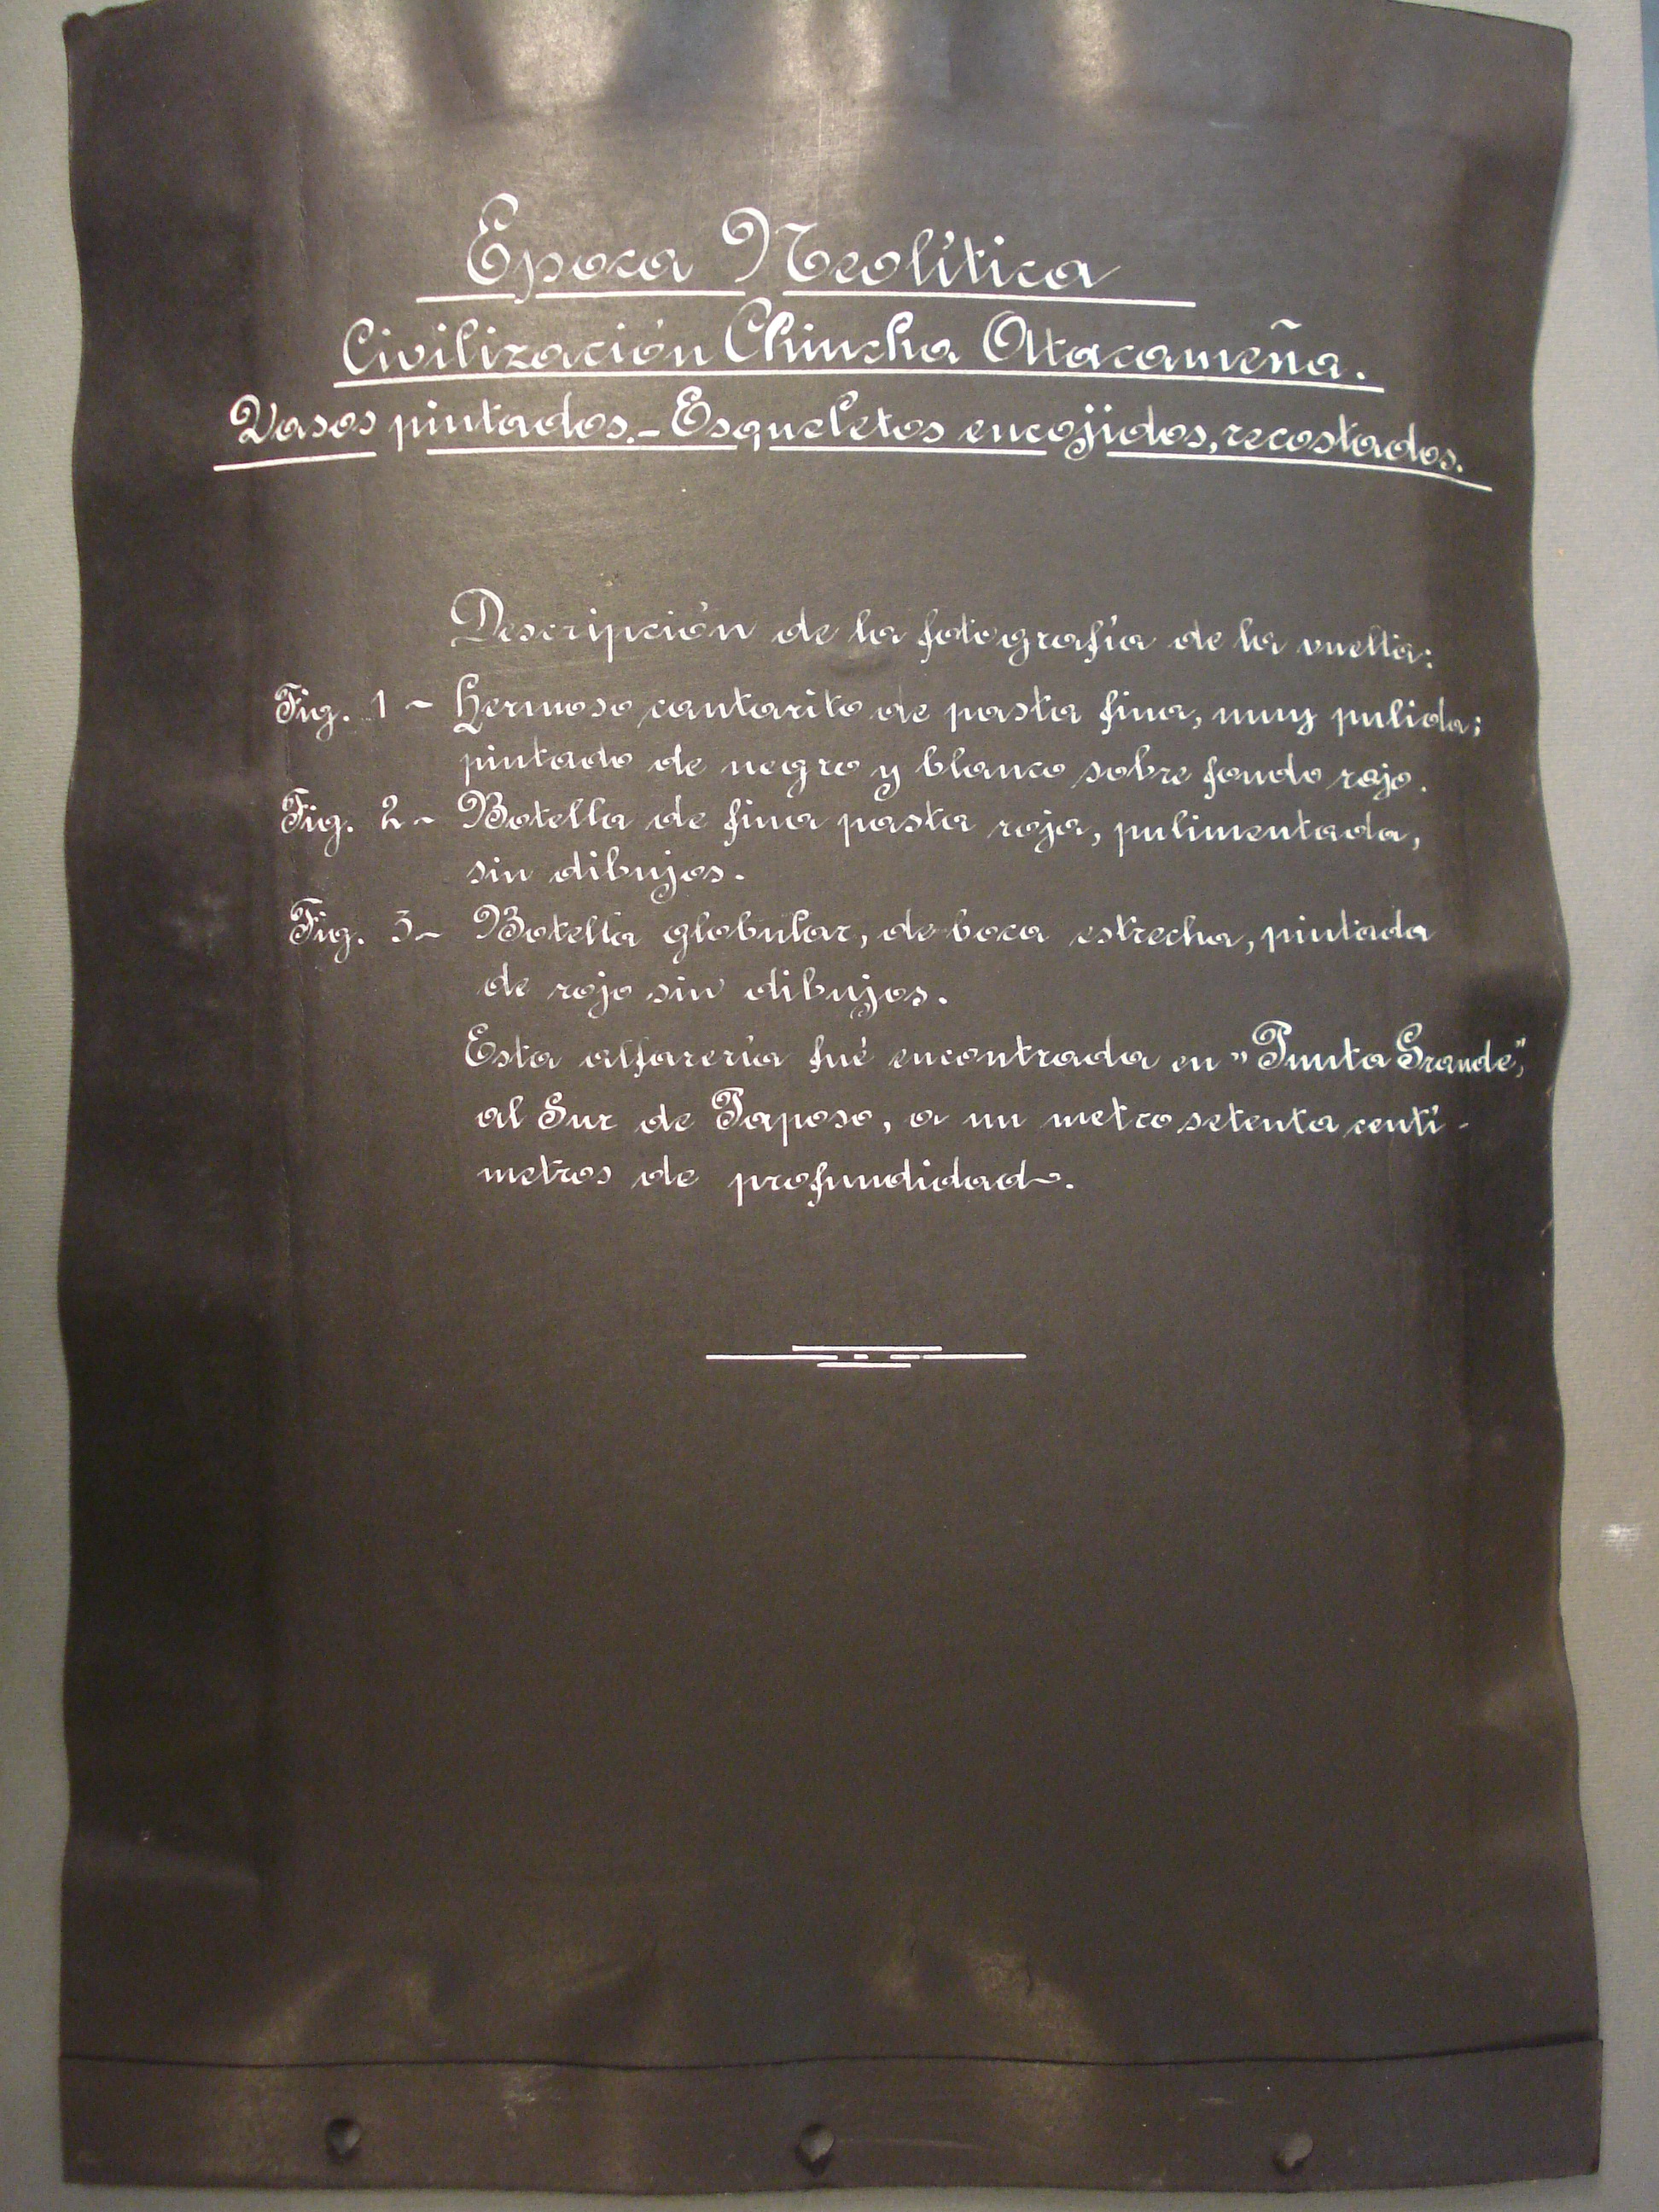 Epoca Neolítica
Civilización Chincha Atacameña.
Vasos pintados.- Esqueletos encojidos, recostados.
Descripción de la fotografía de la vuelta:
Fig. 1 - Hermoso cantarito de pasta fina, muy pulida;
pintado de negro y blanco sobre fondo rojo.
Fig. 2 - Botella de fina pasta roja, pulimentada,
sin dibujos.
Fig. 3 - Botella globular, de boca estrecha, pintada
de rojo sin dibujos.
Esta alfarería fué encontrada en "Punta Grande",
al Sur de Paposo, a un metro setenta centí-
metros de profundidad.